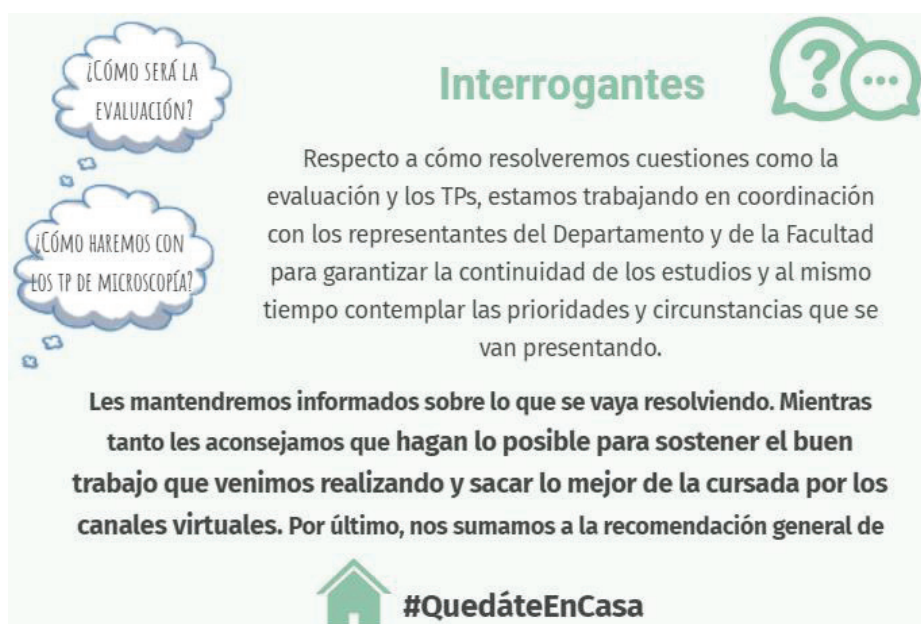 ¿CÓMO SERÁ LA
EVALUACIÓN?
¿CÓMO HAREMOS CON
LOS TP DE MICROSCOPÍA?
Interrogantes
Respecto a cómo resolveremos cuestiones como la
evaluación y los TPs, estamos trabajando en coordinación
con los representantes del Departamento y de la Facultad
para garantizar la continuidad de los estudios y al mismo
tiempo contemplar las prioridades y circunstancias que se
van presentando.
Les mantendremos informados sobre lo que se vaya resolviendo. Mientras
tanto les aconsejamos que hagan lo posible para sostener el buen
trabajo que venimos realizando y sacar lo mejor de la cursada por los
canales virtuales. Por último, nos sumamos a la recomendación general de
#QuedáteEnCasa